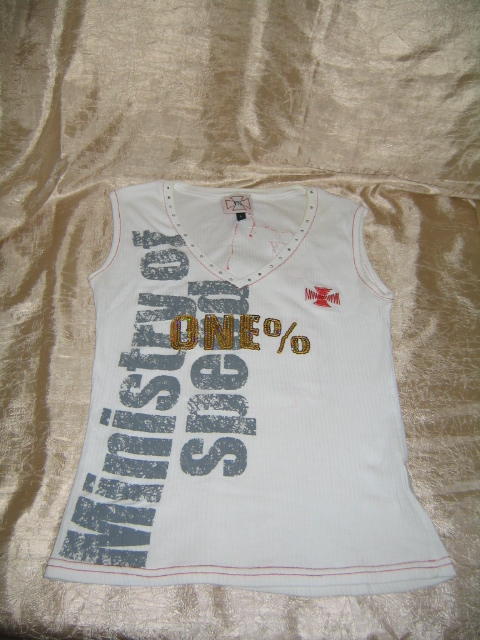 Ministry of
Speed
ONE%